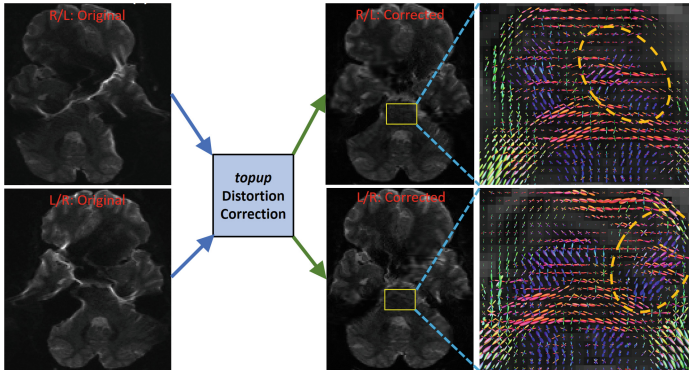 R/L: Original
R/L: Corrected
topup
Distortion
Correction
L/R: Original
L/R: Corrected